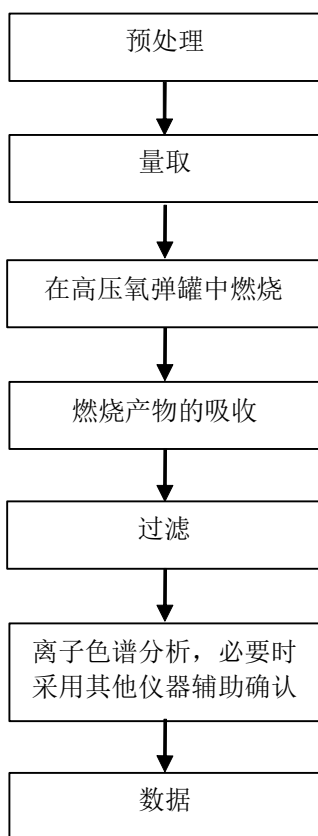 预处理
量取
在高压氧弹罐中燃烧
燃烧产物的吸收
过滤
离子色谱分析，必要时
采用其他仪器辅助确认
数据